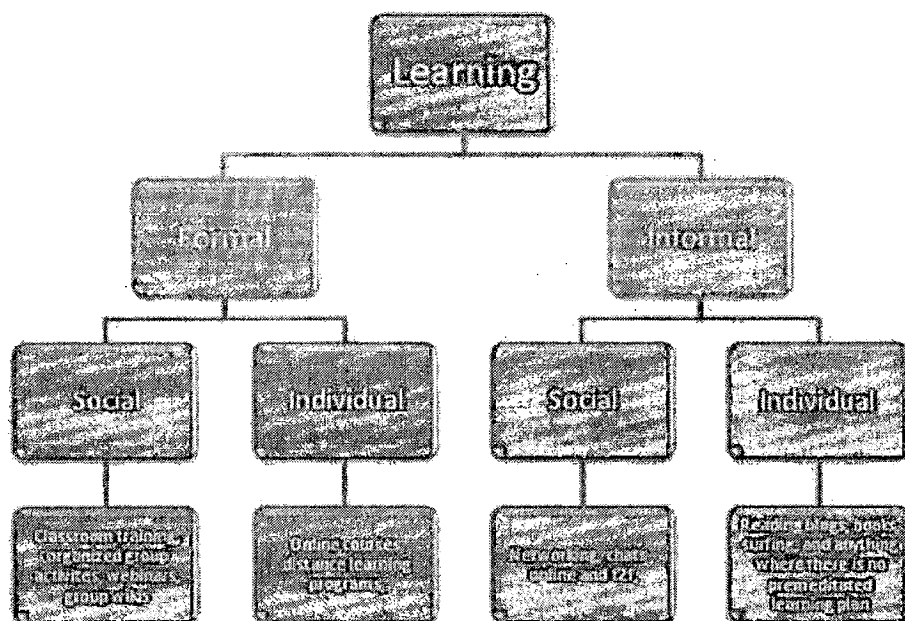 Learning
Formal
Informal
Social
Individual
Social
Individual
Classroom training,
organized group
activites, webinars,
group wikis
Online courses
distance learning
programs
Networking, chats
online and F2F
Reading blogs, books,
surfing, and anything
where there is no
premeditated
learning plan